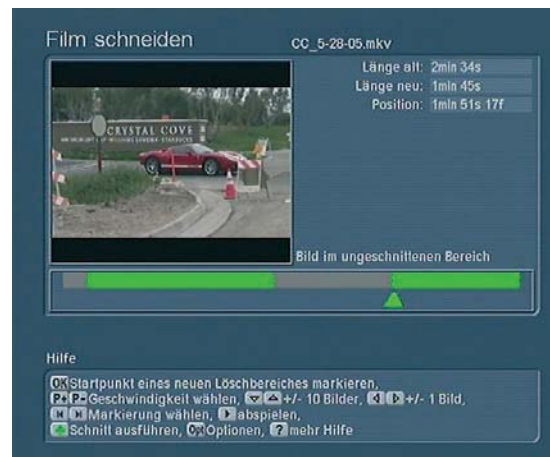 Film schneiden
CC_5-28-05.mkv
Länge alt: 2min 34s
Länge neu: 1min 45s
Position: 1min 51s 17f
CRYSTAL COVE
Bild im ungeschnittenen Bereich
Hilfe
OK Startpunkt eines neuen Löschbereiches markieren,
P+ P- Geschwindigkeit wählen, +/- 10 Bilder, +/- 1 Bild,
Markierung wählen, abspielen,
Schnitt ausführen, Opt Optionen, ? mehr Hilfe